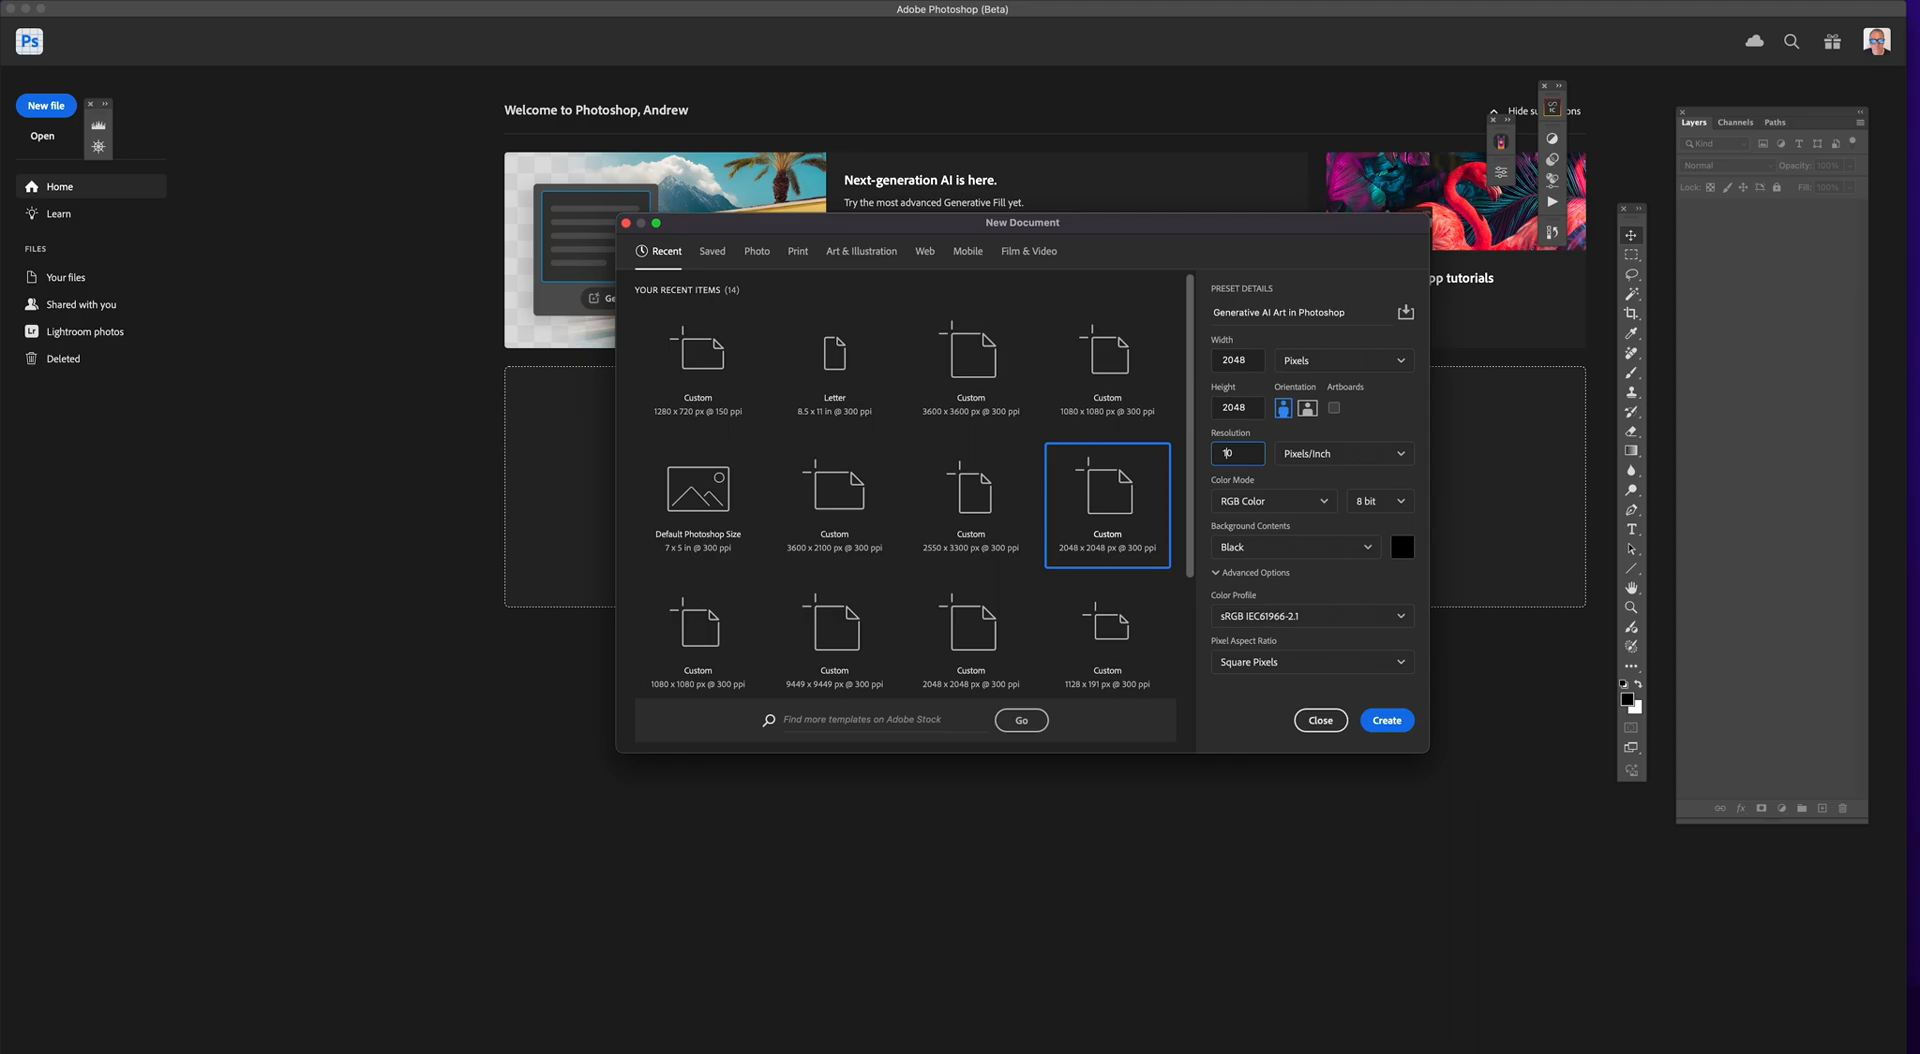 Adobe Photoshop (Beta)
Ps
New file
Open
Home
Learn
FILES
Your files
Shared with you
Lr
Lightroom photos
Deleted
Welcome to Photoshop, Andrew
Hide su
ons
Next-generation AI is here.
Try the most advanced Generative Fill yet.
Ge
pp tutorials
New Document
Recent
Saved
Photo
Print
Art & Illustration
Web
Mobile
Film & Video
YOUR RECENT ITEMS (14)
Custom
1280 x 720 px @ 150 ppi
Letter
8.5 x 11 in @ 300 ppi
Custom
3600 x 3600 px @ 300 ppi
Custom
1080 x 1080 px @ 300 ppi
Default Photoshop Size
7 x 5 in @ 300 ppi
Custom
3600 x 2100 px @ 300 ppi
Custom
2550 x 3300 px @ 300 ppi
Custom
2048 x 2048 px @ 300 ppi
Custom
1080 x 1080 px @ 300 ppi
Custom
9449 x 9449 px @ 300 ppi
Custom
2048 x 2048 px @ 300 ppi
Custom
1128 x 191 px @ 300 ppi
Find more templates on Adobe Stock
Go
PRESET DETAILS
Generative AI Art in Photoshop
Width
2048
Pixels
Height
Orientation
Artboards
2048
Resolution
10
Pixels/Inch
Color Mode
RGB Color
8 bit
Background Contents
Black
Advanced Options
Color Profile
sRGB IEC61966-2.1
Pixel Aspect Ratio
Square Pixels
Close
Create
Layers
Channels
Paths
Kind
Normal
Opacity: 100%
Lock:
Fill: 100%
fx